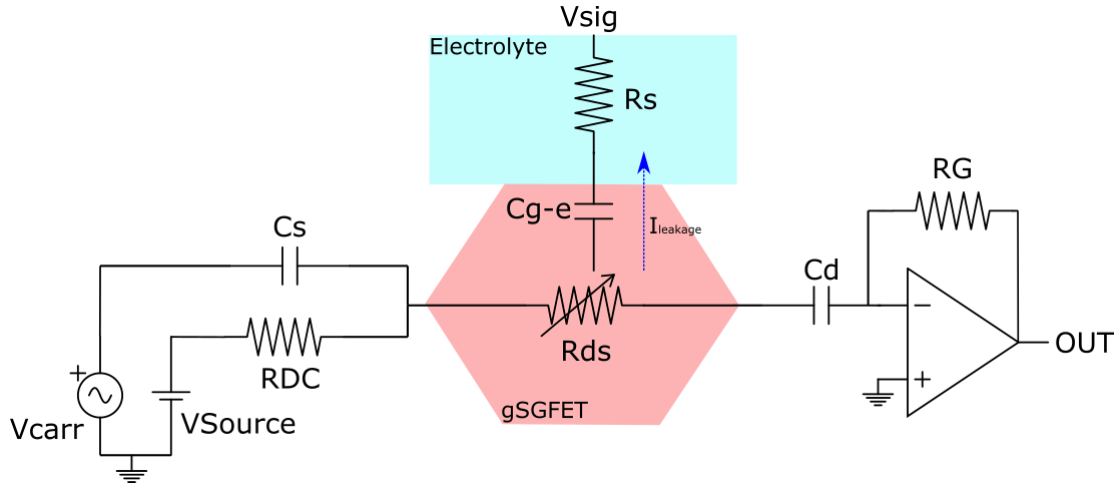 Vsig
Electrolyte
Rs
RG
Cg-e
Ileakage
Cs
Cd
+
−
Rds
RDC
OUT
+
VSource
Vcarr
gSGFET